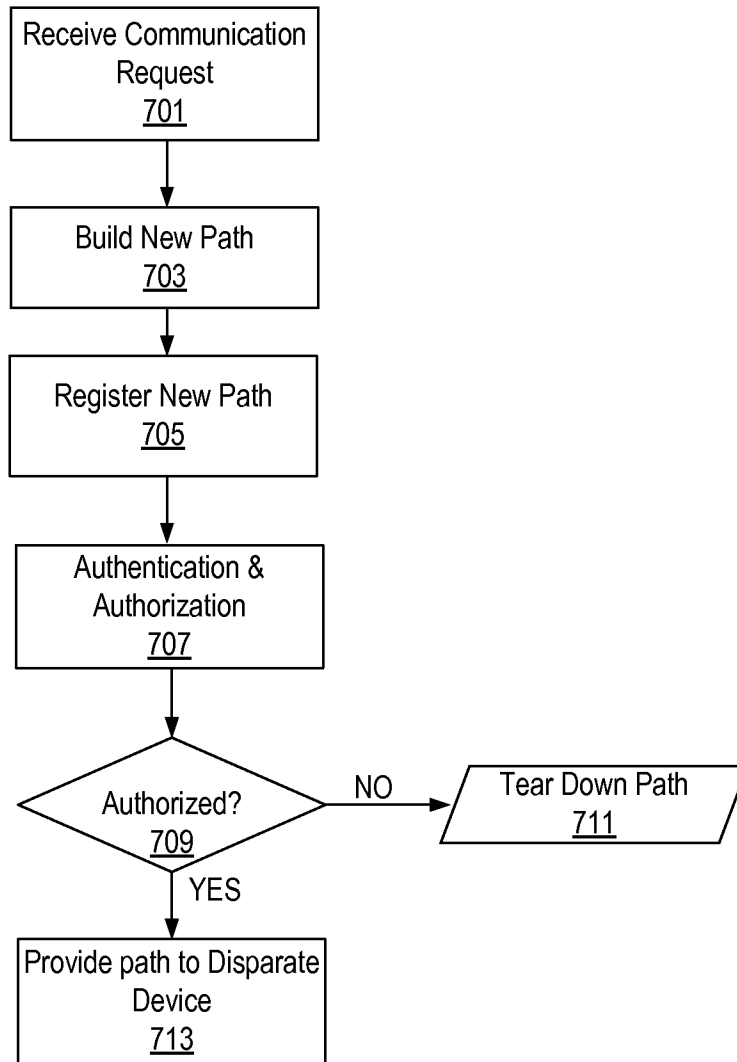 Receive Communication
Request
701
Build New Path
703
Register New Path
705
Authentication &
Authorization
707
Authorized?
709
NO
Tear Down Path
711
YES
Provide path to Disparate
Device
713